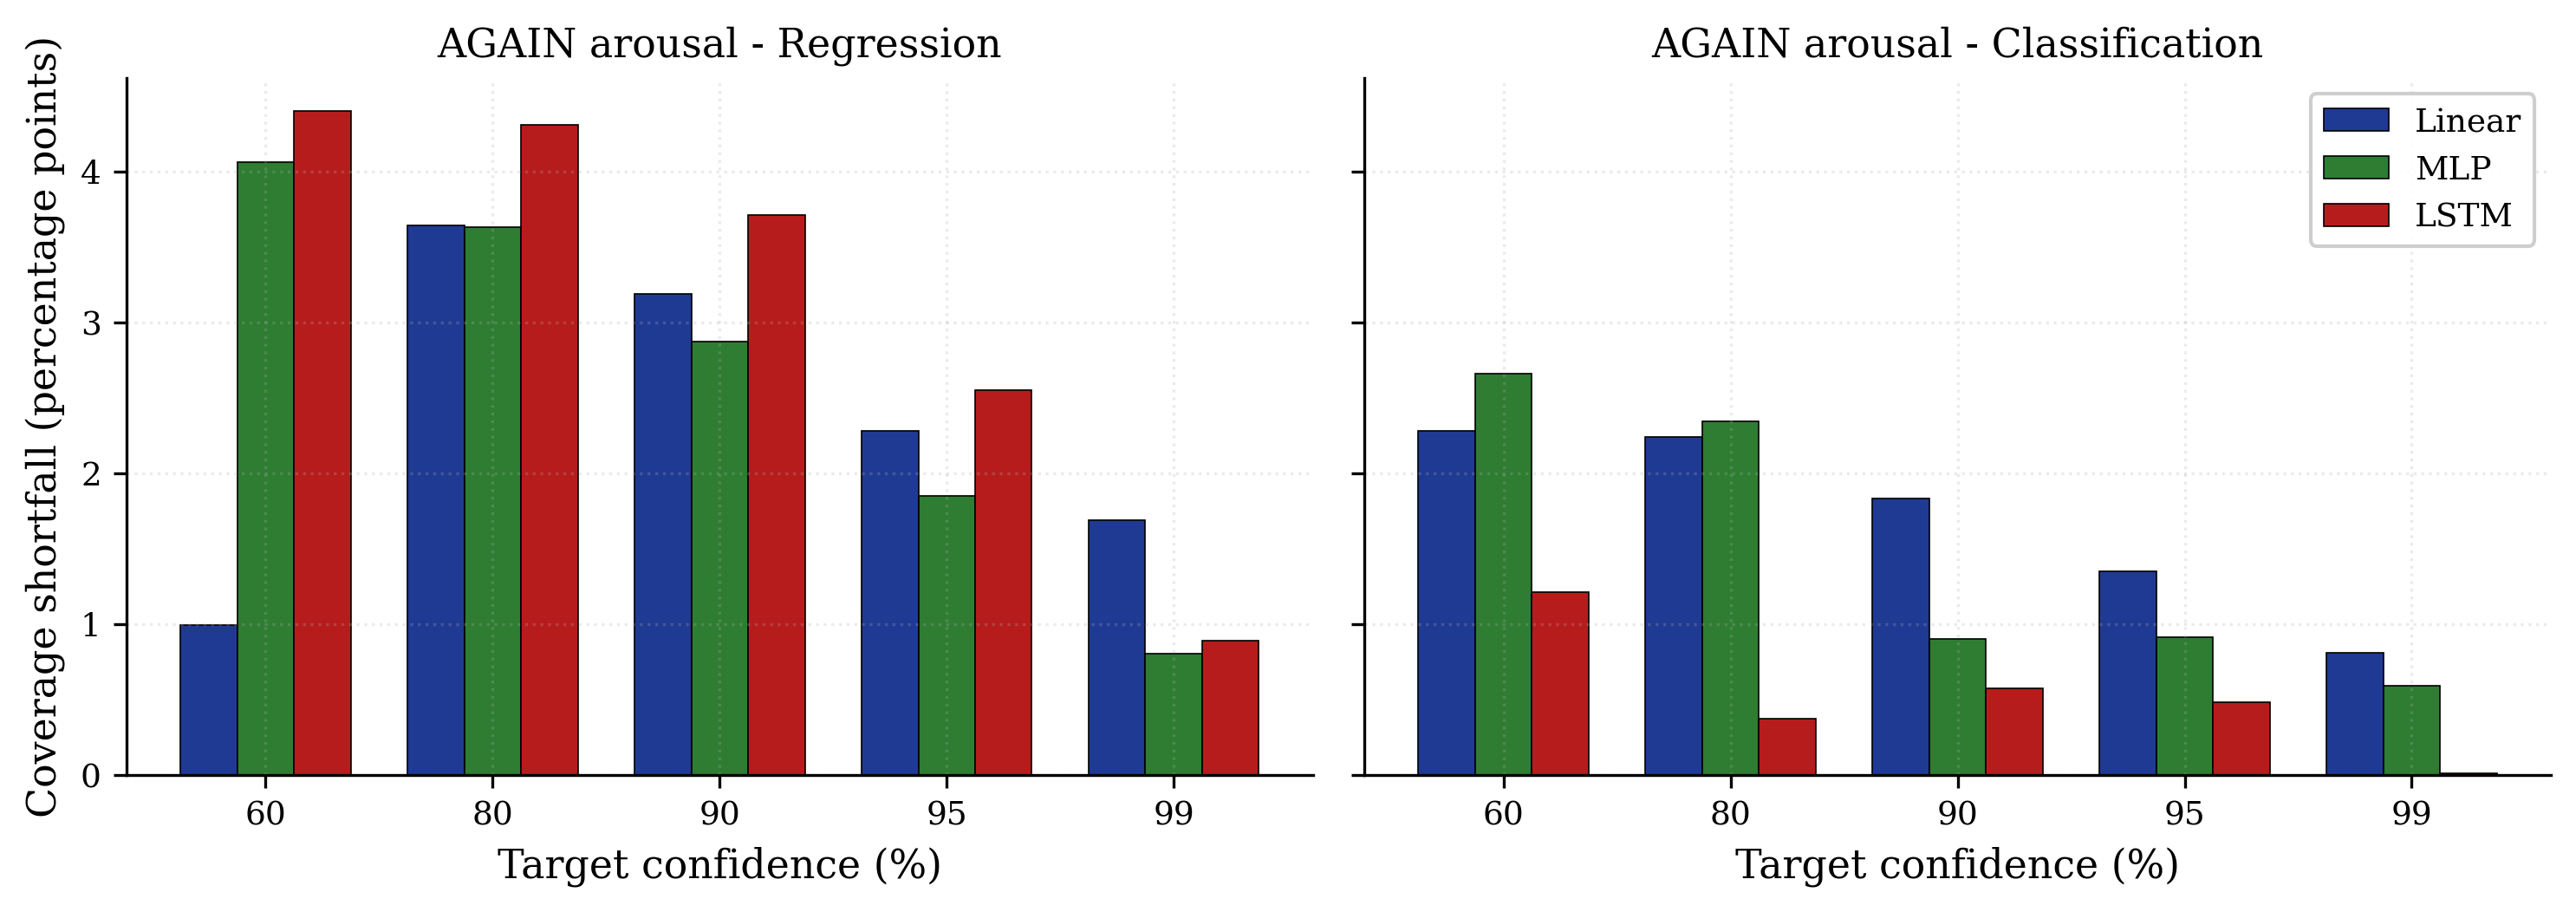 AGAIN arousal - Regression
Coverage shortfall (percentage points)
4
3
2
1
0
60 80 90 95 99
Target confidence (%)
AGAIN arousal - Classification
Linear
MLP
LSTM
60 80 90 95 99
Target confidence (%)